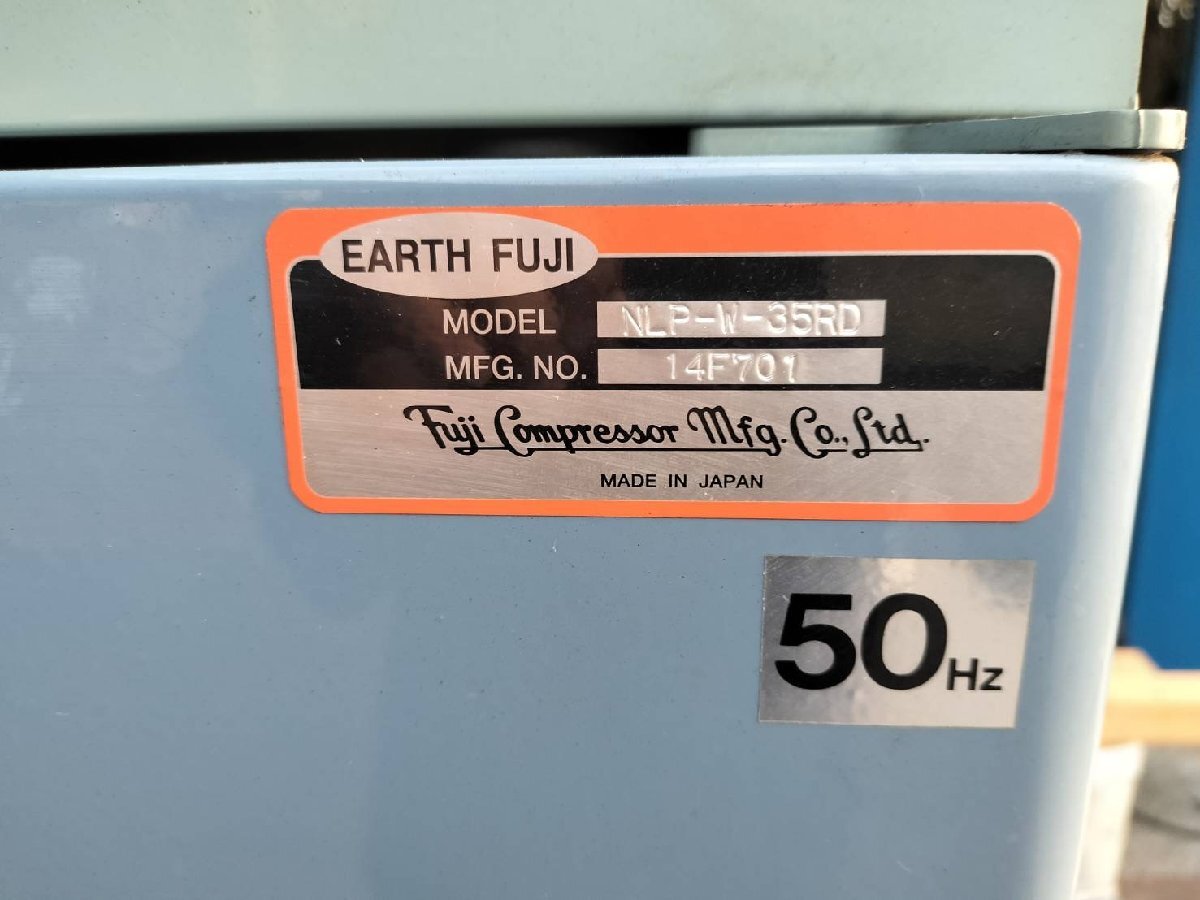 EARTH FUJI
MODEL NLP-W-35RD
MFG. NO. 14F701
Fuji Compressor Mfg. Co., Ltd.
MADE IN JAPAN
50Hz